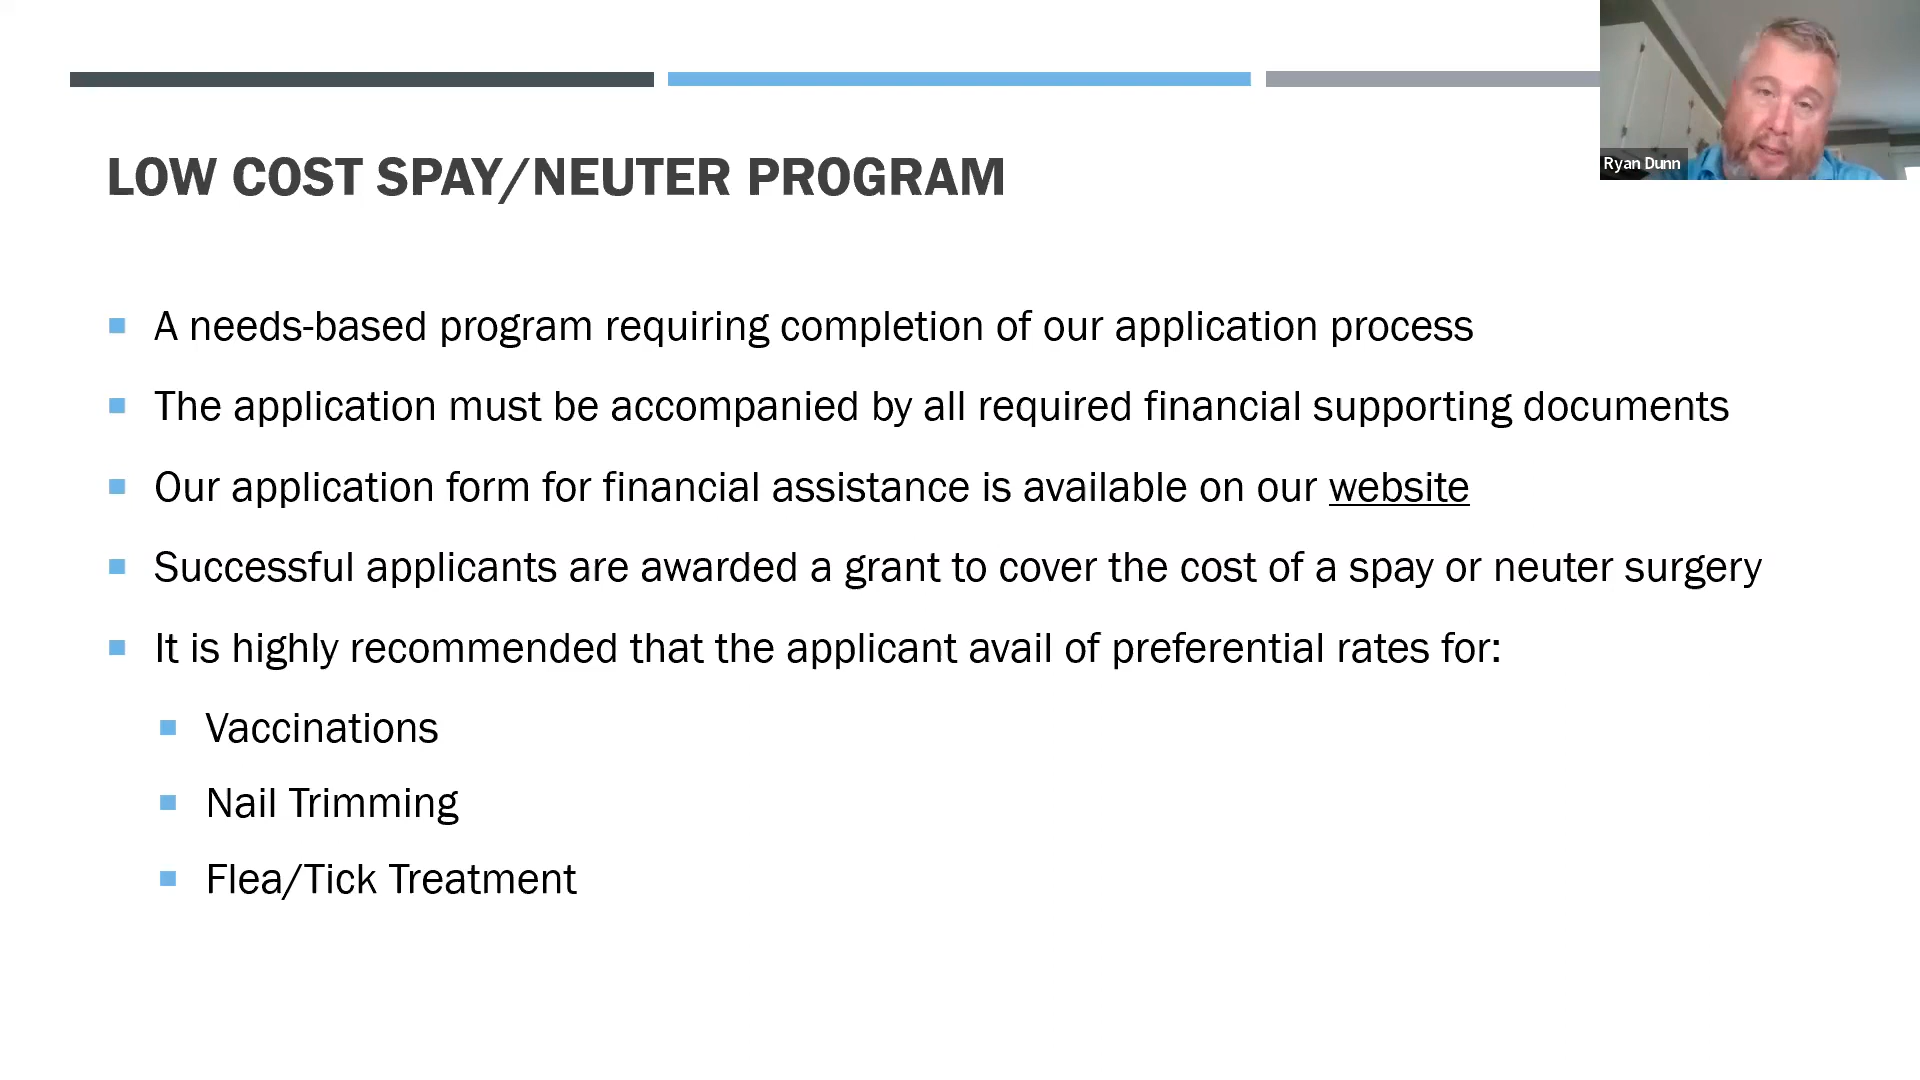 LOW COST SPAY/NEUTER PROGRAM
Ryan Dunn
A needs-based program requiring completion of our application process
The application must be accompanied by all required financial supporting documents
Our application form for financial assistance is available on our website
Successful applicants are awarded a grant to cover the cost of a spay or neuter surgery
It is highly recommended that the applicant avail of preferential rates for:
Vaccinations
Nail Trimming
Flea/Tick Treatment